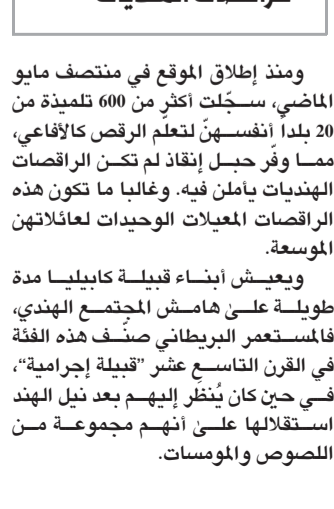 ومنذ إطلاق الموقع في منتصف مايو
الماضي، سجّلت أكثر من 600 تلميذة من
20 بلداً أنفسهنّ لتعلّم الرقص كالأفاعي،
مما وفّر حبل إنقاذ لم تكن الراقصات
الهنديات يأملن فيه. وغالبا ما تكون هذه
الراقصات المعيلات الوحيدات لعائلاتهن
الموسعة.
ويعيش أبناء قبيلة كابيليا مدة
طويلة على هامش المجتمع الهندي،
فالمستعمر البريطاني صنّف هذه الفئة
في القرن التاسع عشر ”قبيلة إجرامية“،
في حين كان يُنظر إليهم بعد نيل الهند
استقلالها على أنهم مجموعة من
اللصوص والمومسات.